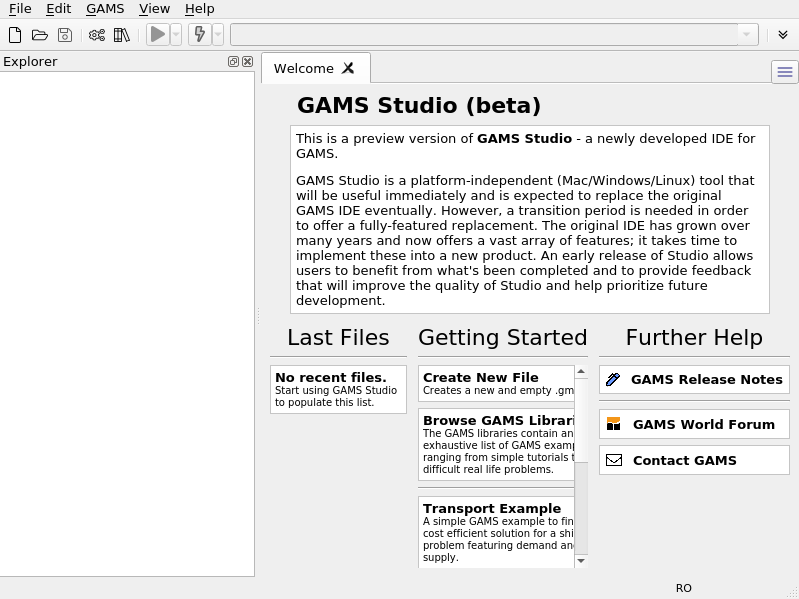 File Edit GAMS View Help
Explorer
Welcome
GAMS Studio (beta)
This is a preview version of GAMS Studio - a newly developed IDE for
GAMS.
GAMS Studio is a platform-independent (Mac/Windows/Linux) tool that
will be useful immediately and is expected to replace the original
GAMS IDE eventually. However, a transition period is needed in order
to offer a fully-featured replacement. The original IDE has grown over
many years and now offers a vast array of features; it takes time to
implement these into a new product. An early release of Studio allows
users to benefit from what's been completed and to provide feedback
that will improve the quality of Studio and help prioritize future
development.
Last Files
No recent files.
Start using GAMS Studio
to populate this list.
Getting Started
Create New File
Creates a new and empty .gm
Browse GAMS Librari
The GAMS libraries contain an
exhaustive list of GAMS examp
ranging from simple tutorials t
difficult real life problems.
Transport Example
A simple GAMS example to fin
cost efficient solution for a shi
problem featuring demand an
supply.
Further Help
GAMS Release Notes
GAMS World Forum
Contact GAMS
RO